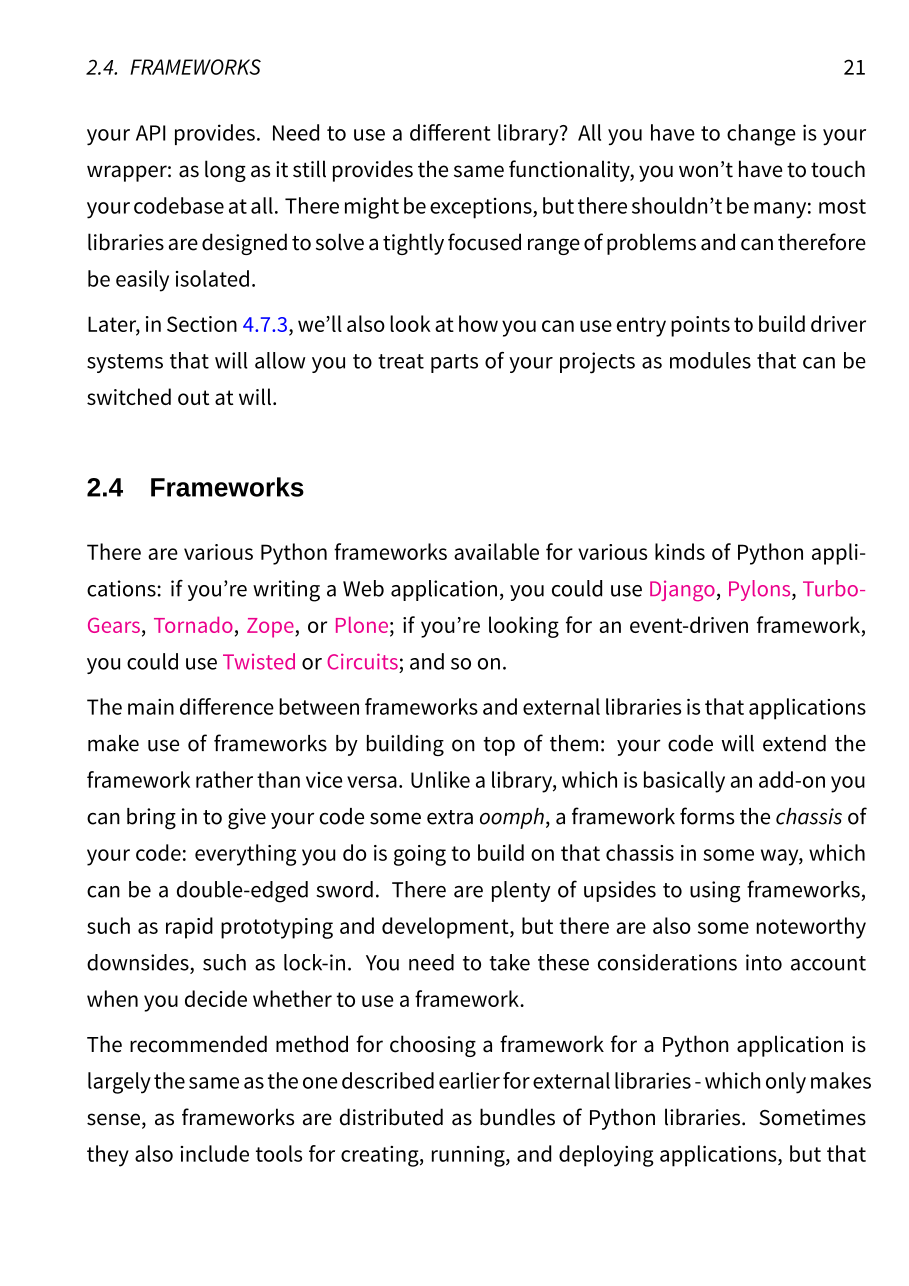 2.4. FRAMEWORKS 21
your API provides. Need to use a different library? All you have to change is your
wrapper: as long as it still provides the same functionality, you won’t have to touch
your codebase at all. There might be exceptions, but there shouldn’t be many: most
libraries are designed to solve a tightly focused range of problems and can therefore
be easily isolated.
Later, in Section 4.7.3, we’ll also look at how you can use entry points to build driver
systems that will allow you to treat parts of your projects as modules that can be
switched out at will.
2.4 Frameworks
There are various Python frameworks available for various kinds of Python appli-
cations: if you’re writing a Web application, you could use Django, Pylons, Turbo-
Gears, Tornado, Zope, or Plone; if you’re looking for an event-driven framework,
you could use Twisted or Circuits; and so on.
The main difference between frameworks and external libraries is that applications
make use of frameworks by building on top of them: your code will extend the
framework rather than vice versa. Unlike a library, which is basically an add-on you
can bring in to give your code some extra oomph, a framework forms the chassis of
your code: everything you do is going to build on that chassis in some way, which
can be a double-edged sword. There are plenty of upsides to using frameworks,
such as rapid prototyping and development, but there are also some noteworthy
downsides, such as lock-in. You need to take these considerations into account
when you decide whether to use a framework.
The recommended method for choosing a framework for a Python application is
largely the same as the one described earlier for external libraries - which only makes
sense, as frameworks are distributed as bundles of Python libraries. Sometimes
they also include tools for creating, running, and deploying applications, but that